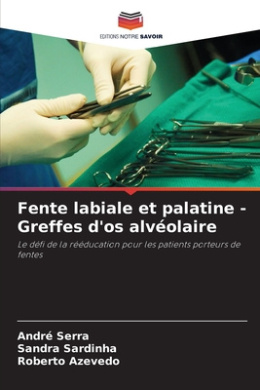 EDITIONS NOTRE SAVOIR
Fente labiale et palatine -
Greffes d'os alvéolaire
Le défi de la rééducation pour les patients porteurs de
fentes
André Serra
Sandra Sardinha
Roberto Azevedo